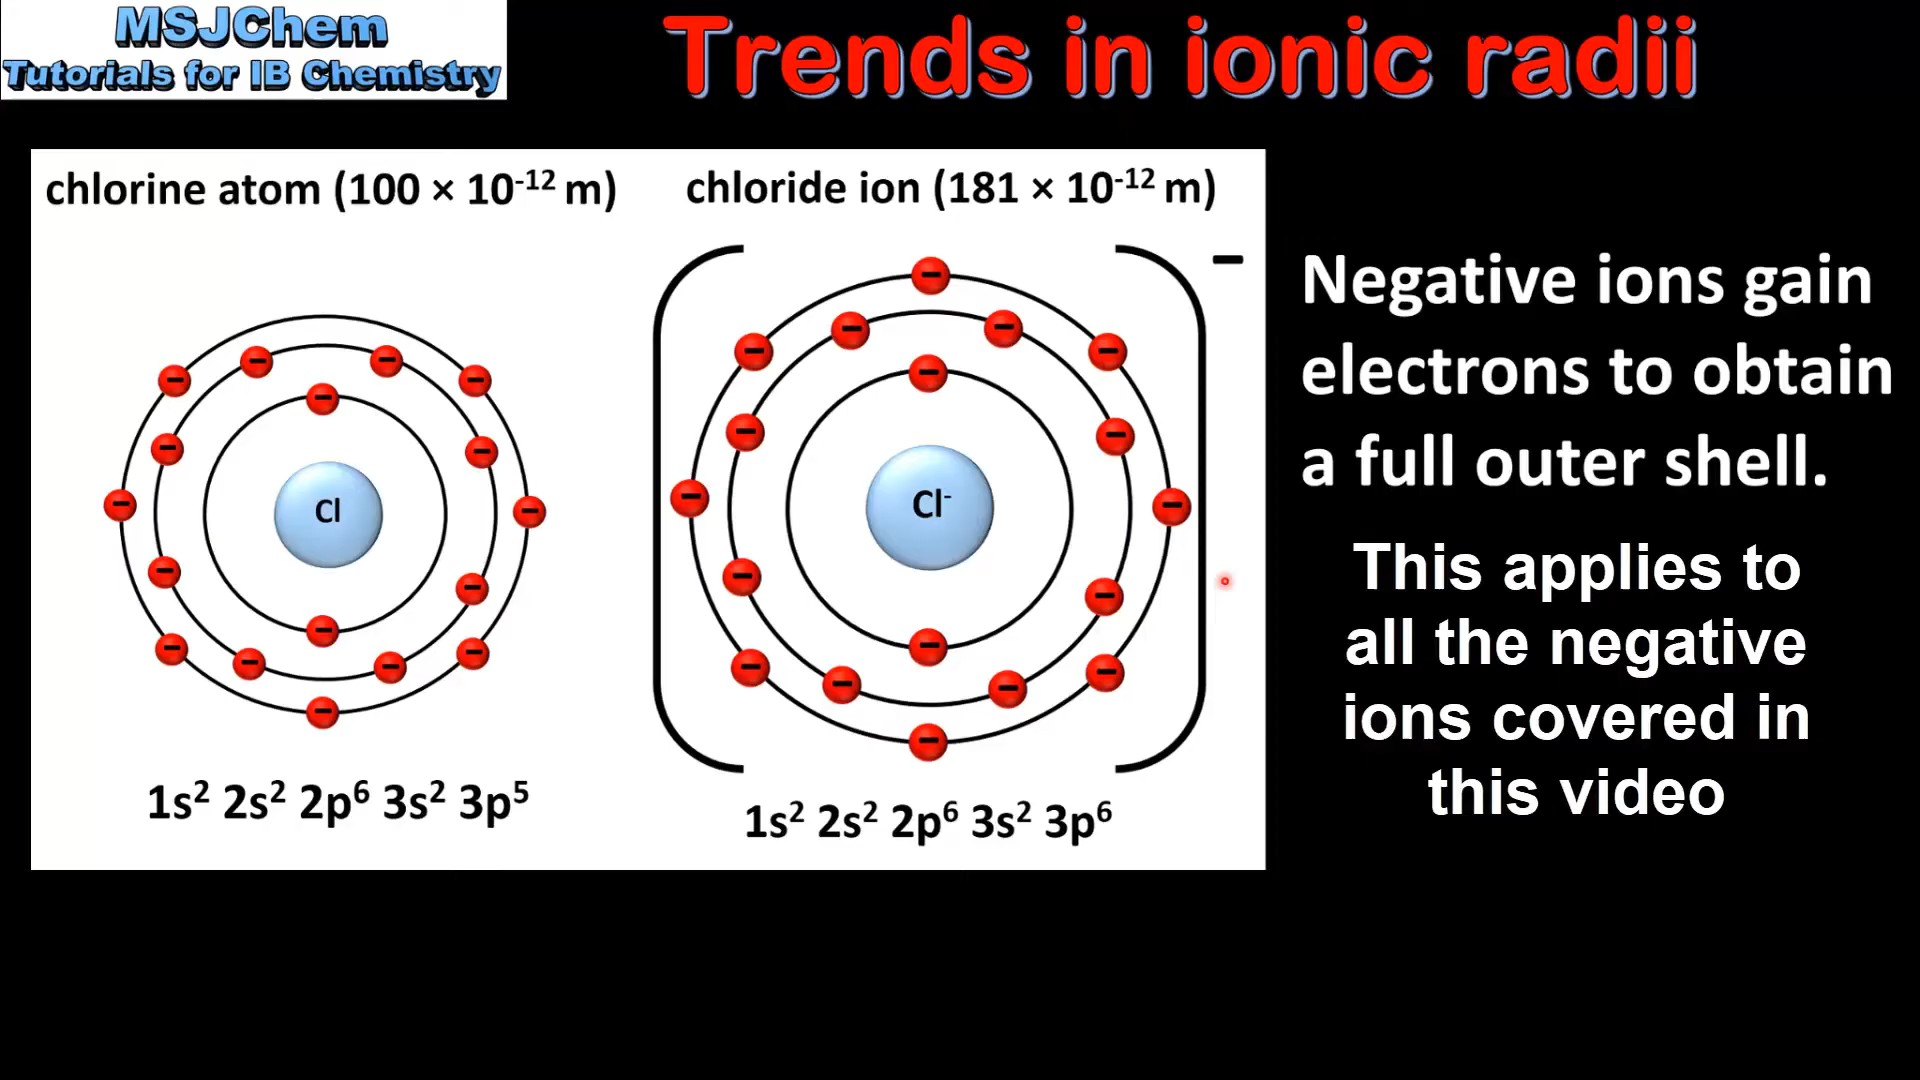 MSJChem
Tutorials for IB Chemistry
Trends in ionic radii
chlorine atom (100 × 10⁻¹² m)
chloride ion (181 × 10⁻¹² m)
−
Cl
Cl⁻
1s² 2s² 2p⁶ 3s² 3p⁵
1s² 2s² 2p⁶ 3s² 3p⁶
Negative ions gain
electrons to obtain
a full outer shell.
This applies to
all the negative
ions covered in
this video